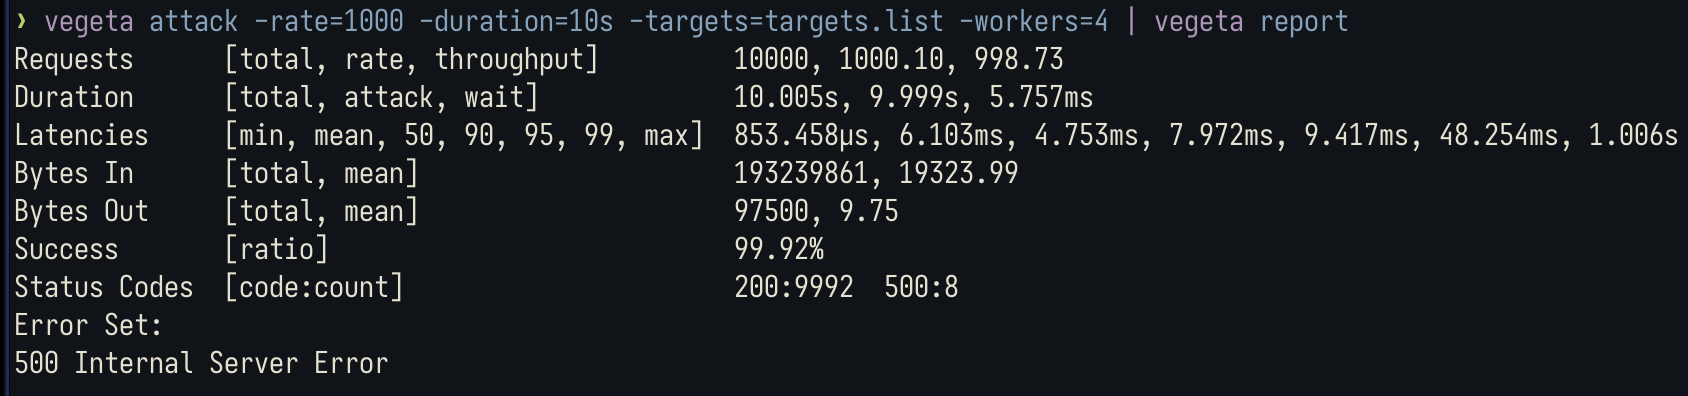 ❯ vegeta attack -rate=1000 -duration=10s -targets=targets.list -workers=4 | vegeta report
Requests      [total, rate, throughput]         10000, 1000.10, 998.73
Duration      [total, attack, wait]             10.005s, 9.999s, 5.757ms
Latencies     [min, mean, 50, 90, 95, 99, max]  853.458µs, 6.103ms, 4.753ms, 7.972ms, 9.417ms, 48.254ms, 1.006s
Bytes In      [total, mean]                     193239861, 19323.99
Bytes Out     [total, mean]                     97500, 9.75
Success       [ratio]                           99.92%
Status Codes  [code:count]                      200:9992  500:8
Error Set:
500 Internal Server Error